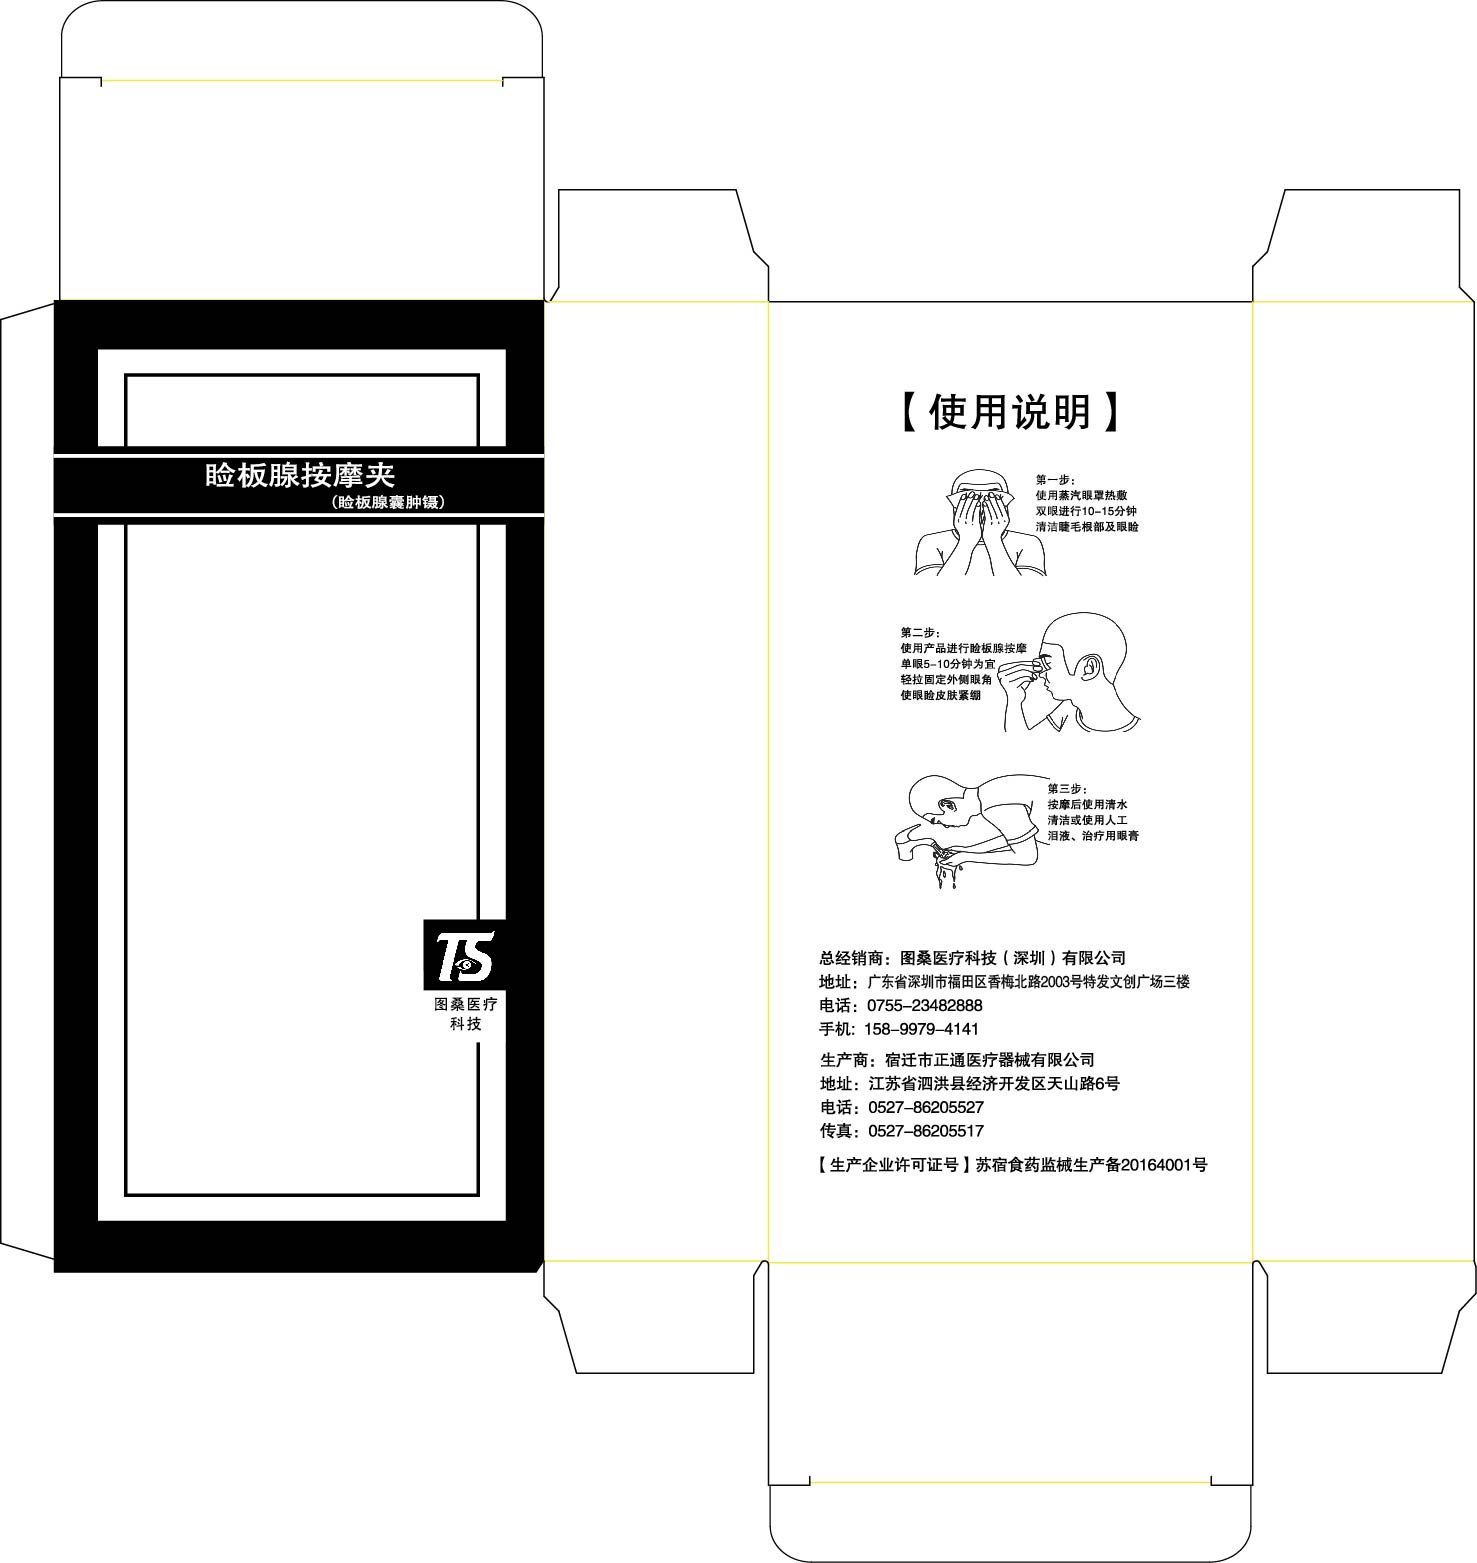 睑板腺按摩夹
（睑板腺囊肿镊）
TS
图桑医疗
科技
【使用说明】
第一步：
使用蒸汽眼罩热敷
双眼进行10-15分钟
清洁睫毛根部及眼睑
第二步：
使用产品进行睑板腺按摩
单眼5-10分钟为宜
轻拉固定外侧眼角
使眼睑皮肤紧绷
第三步：
按摩后使用清水
清洁或使用人工
泪液、治疗用眼膏
总经销商：图桑医疗科技（深圳）有限公司
地址：广东省深圳市福田区香梅北路2003号特发文创广场三楼
电话：0755-23482888
手机：158-9979-4141
生产商：宿迁市正通医疗器械有限公司
地址：江苏省泗洪县经济开发区天山路6号
电话：0527-86205527
传真：0527-86205517
【生产企业许可证号】苏宿食药监械生产备20164001号